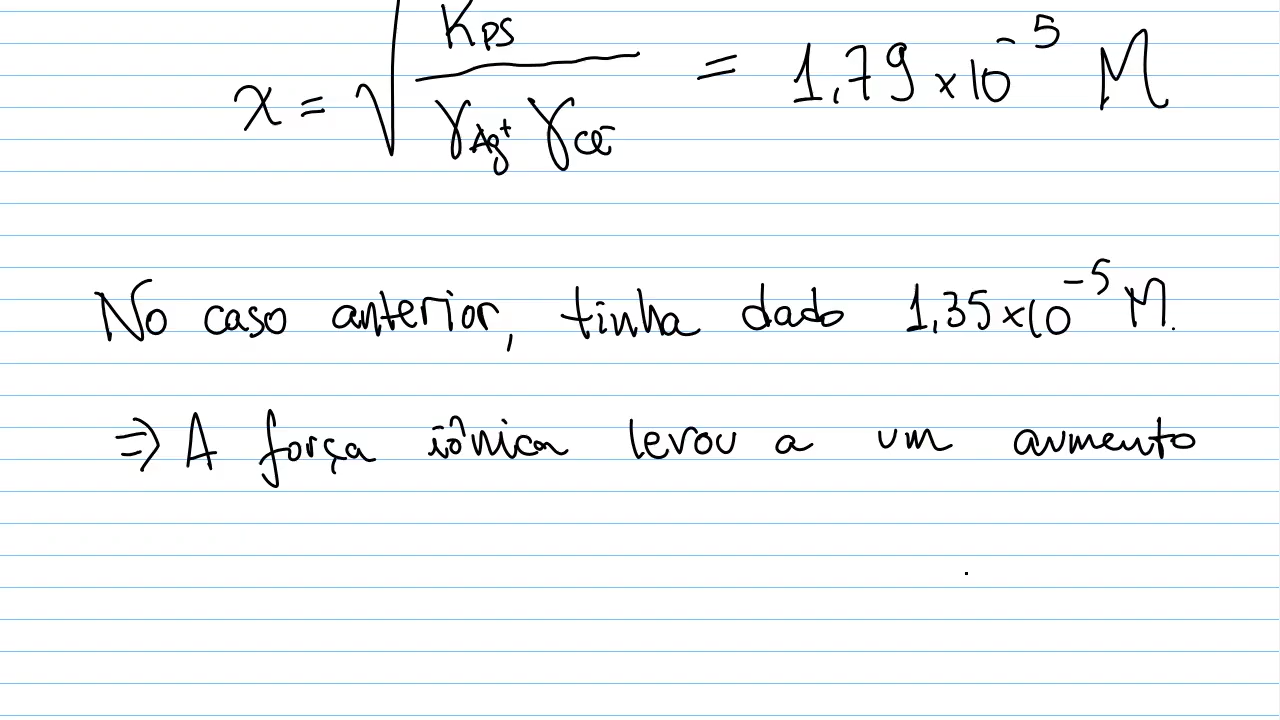 x = √ Kps / γAg⁺ γCl⁻ = 1,79 × 10⁻⁵ M
No caso anterior, tinha dado 1,35 × 10⁻⁵ M.
⇒ A força iônica levou a um aumento